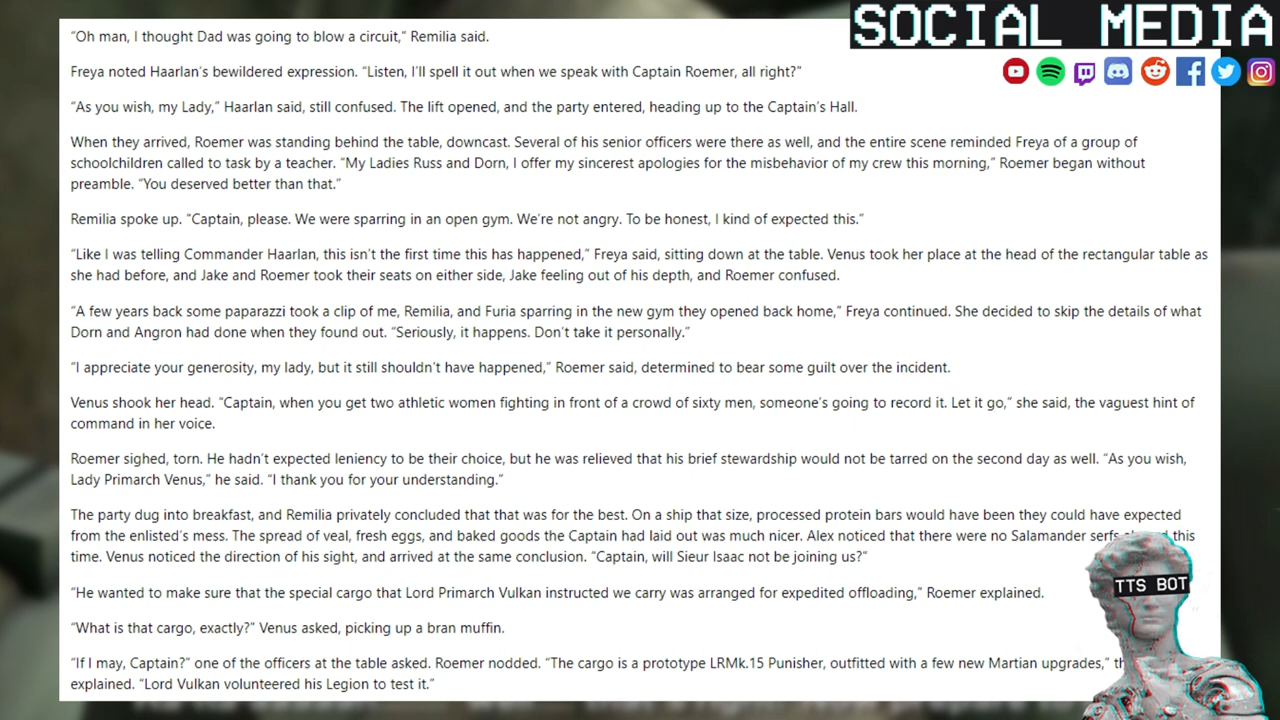 SOCIAL MEDIA
“Oh man, I thought Dad was going to blow a circuit,” Remilia said.
Freya noted Haarlan’s bewildered expression. “Listen, I’ll spell it out when we speak with Captain Roemer, all right?”
“As you wish, my Lady,” Haarlan said, still confused. The lift opened, and the party entered, heading up to the Captain’s Hall.
When they arrived, Roemer was standing behind the table, downcast. Several of his senior officers were there as well, and the entire scene reminded Freya of a group of
schoolchildren called to task by a teacher. “My Ladies Russ and Dorn, I offer my sincerest apologies for the misbehavior of my crew this morning,” Roemer began without
preamble. “You deserved better than that.”
Remilia spoke up. “Captain, please. We were sparring in an open gym. We’re not angry. To be honest, I kind of expected this.”
“Like I was telling Commander Haarlan, this isn’t the first time this has happened,” Freya said, sitting down at the table. Venus took her place at the head of the rectangular table as
she had before, and Jake and Roemer took their seats on either side, Jake feeling out of his depth, and Roemer confused.
“A few years back some paparazzi took a clip of me, Remilia, and Furia sparring in the new gym they opened back home,” Freya continued. She decided to skip the details of what
Dorn and Angron had done when they found out. “Seriously, it happens. Don’t take it personally.”
“I appreciate your generosity, my lady, but it still shouldn’t have happened,” Roemer said, determined to bear some guilt over the incident.
Venus shook her head. “Captain, when you get two athletic women fighting in front of a crowd of sixty men, someone’s going to record it. Let it go,” she said, the vaguest hint of
command in her voice.
Roemer sighed, torn. He hadn’t expected leniency to be their choice, but he was relieved that his brief stewardship would not be tarred on the second day as well. “As you wish,
Lady Primarch Venus,” he said. “I thank you for your understanding.”
The party dug into breakfast, and Remilia privately concluded that that was for the best. On a ship that size, processed protein bars would have been they could have expected
from the enlisted’s mess. The spread of veal, fresh eggs, and baked goods the Captain had laid out was much nicer. Alex noticed that there were no Salamander serfs this
time. Venus noticed the direction of his sight, and arrived at the same conclusion. “Captain, will Sieur Isaac not be joining us?”
“He wanted to make sure that the special cargo that Lord Primarch Vulkan instructed we carry was arranged for expedited offloading,” Roemer explained.
“What is that cargo, exactly?” Venus asked, picking up a bran muffin.
“If I may, Captain?” one of the officers at the table asked. Roemer nodded. “The cargo is a prototype LRMk.15 Punisher, outfitted with a few new Martian upgrades,”
explained. “Lord Vulkan volunteered his Legion to test it.”
TTS BOT